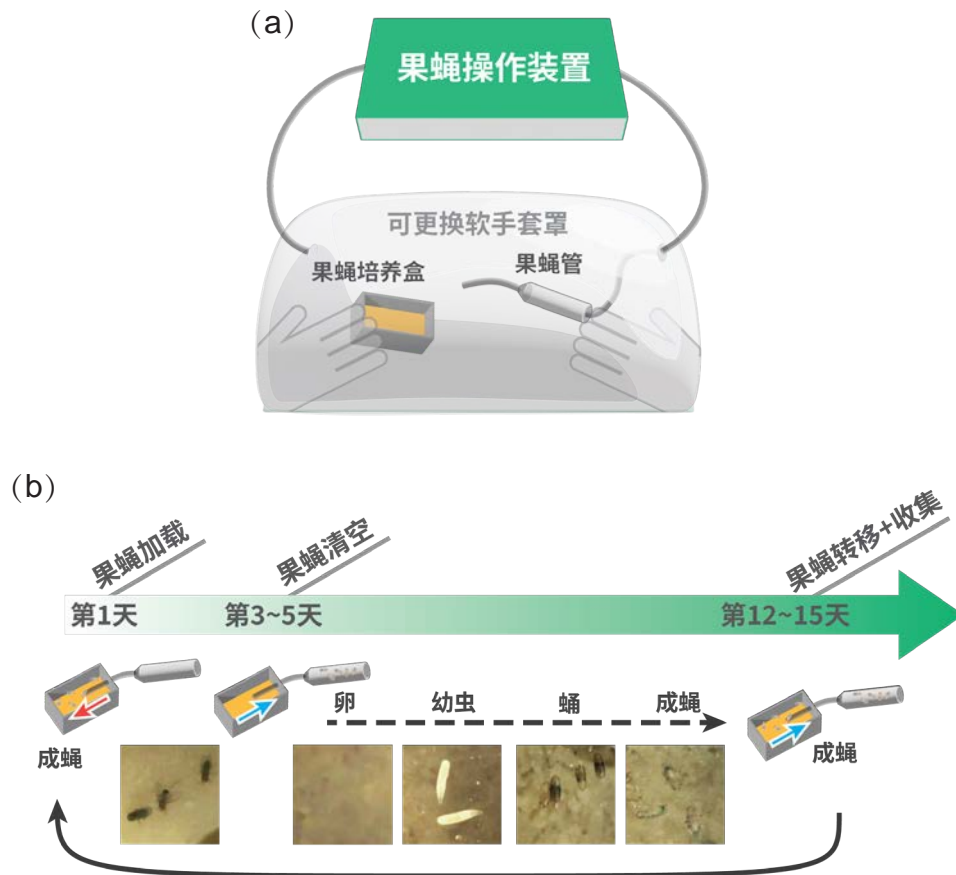 (a)
果蝇操作装置
可更换软手套罩
果蝇培养盒
果蝇管
(b)
果蝇加载
果蝇清空
果蝇转移+收集
第1天
第3~5天
第12~15天
卵
幼虫
蛹
成蝇
成蝇
成蝇